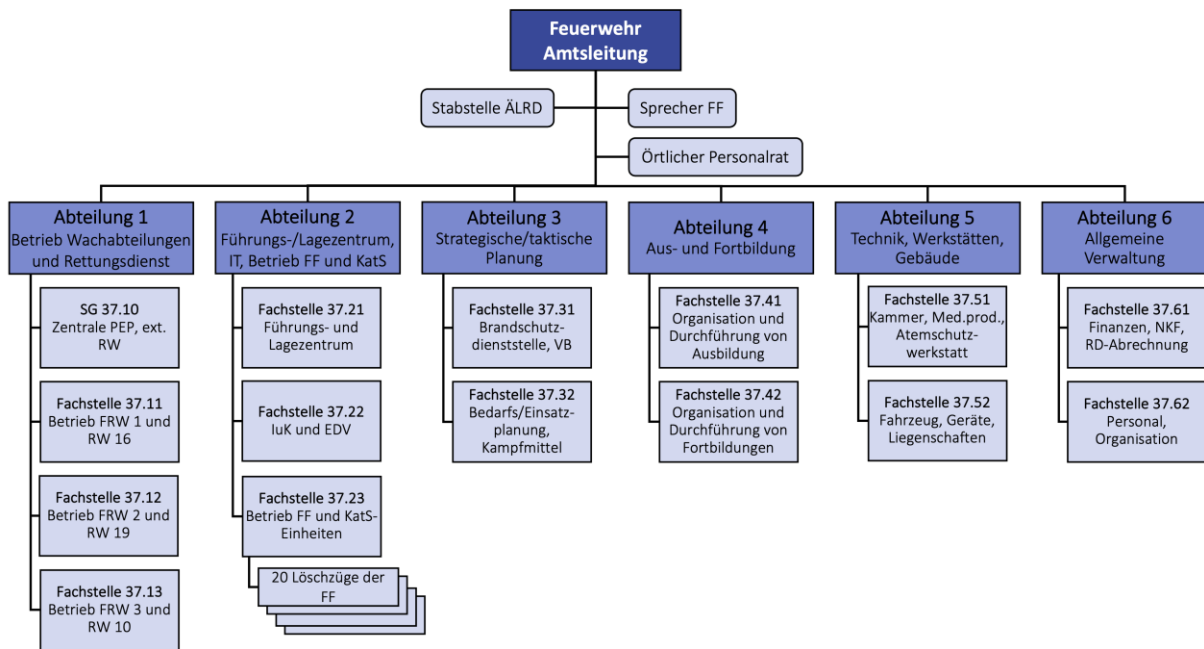 Feuerwehr
Amtsleitung
Stabstelle ÄLRD
Sprecher FF
Örtlicher Personalrat
Abteilung 1
Betrieb Wachabteilungen
und Rettungsdienst
SG 37.10
Zentrale PEP, ext.
RW
Fachstelle 37.11
Betrieb FRW 1 und
RW 16
Fachstelle 37.12
Betrieb FRW 2 und
RW 19
Fachstelle 37.13
Betrieb FRW 3 und
RW 10
Abteilung 2
Führungs-/Lagezentrum,
IT, Betrieb FF und KatS
Fachstelle 37.21
Führungs- und
Lagezentrum
Fachstelle 37.22
IuK und EDV
Fachstelle 37.23
Betrieb FF und KatS-
Einheiten
20 Löschzüge der
FF
Abteilung 3
Strategische/taktische
Planung
Fachstelle 37.31
Brandschutz-
dienststelle, VB
Fachstelle 37.32
Bedarfs/Einsatz-
planung,
Kampfmittel
Abteilung 4
Aus- und Fortbildung
Fachstelle 37.41
Organisation und
Durchführung von
Ausbildung
Fachstelle 37.42
Organisation und
Durchführung von
Fortbildungen
Abteilung 5
Technik, Werkstätten,
Gebäude
Fachstelle 37.51
Kammer, Med.prod.,
Atemschutz-
werkstatt
Fachstelle 37.52
Fahrzeug, Geräte,
Liegenschaften
Abteilung 6
Allgemeine
Verwaltung
Fachstelle 37.61
Finanzen, NKF,
RD-Abrechnung
Fachstelle 37.62
Personal,
Organisation